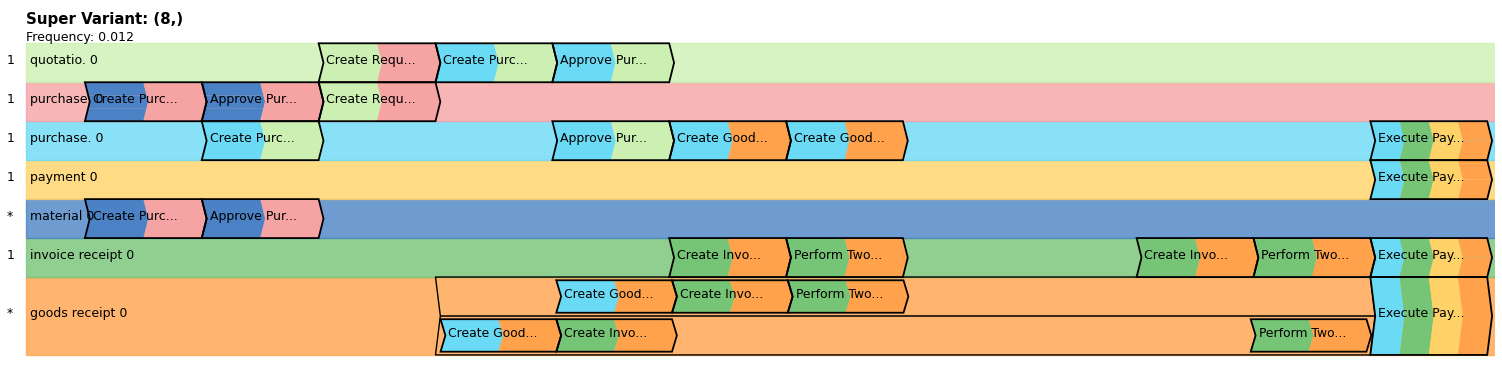 Super Variant: (8,)
Frequency: 0.012
1 quotatio. 0 Create Requ... Create Purc... Approve Pur...
1 purchase. 0 Create Purc... Approve Pur... Create Requ...
1 purchase. 0 Create Purc... Approve Pur... Create Good... Create Good... Execute Pay...
1 payment 0 Execute Pay...
* material 0 Create Purc... Approve Pur...
1 invoice receipt 0 Create Invo... Perform Two... Create Invo... Perform Two... Execute Pay...
Create Good... Create Invo... Perform Two...
* goods receipt 0 Execute Pay...
Create Good... Create Invo... Perform Two...